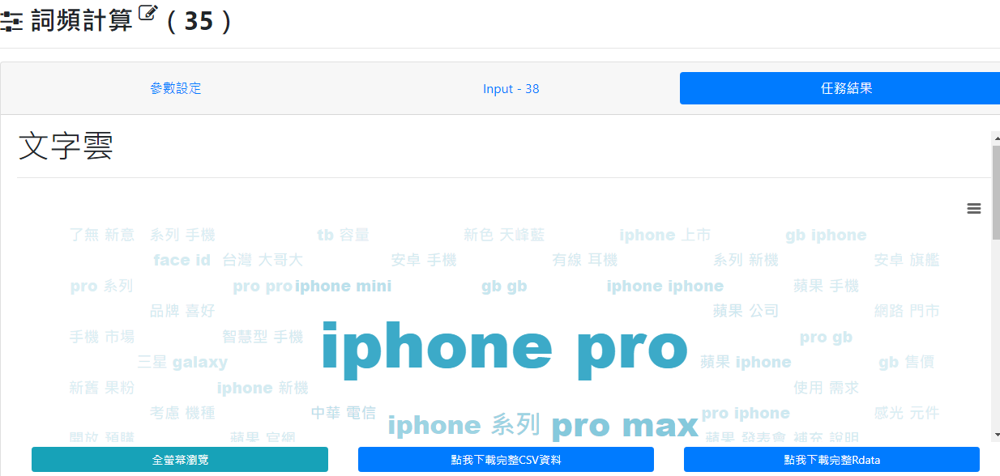 詞頻計算 ( 35 )
參數設定 Input - 38 任務結果
文字雲
了無 新意 系列 手機 tb 容量 新色 天峰藍 iphone 上市 gb iphone
face id 台灣 大哥大 安卓 手機 有線 耳機 系列 新機 安卓 旗艦
pro 系列 pro pro iphone mini gb gb iphone iphone 蘋果 手機
品牌 喜好 蘋果 公司 網路 門市
手機 市場 智慧型 手機 iphone pro pro gb
三星 galaxy 蘋果 iphone gb 售價
新舊 果粉 iphone 新機 使用 需求
考慮 機種 中華 電信 iphone 系列 pro max pro iphone 感光 元件
開放 預購 蘋果 官網 蘋果 發表會 補充 說明
全螢幕瀏覽 點我下載完整CSV資料 點我下載完整Rdata